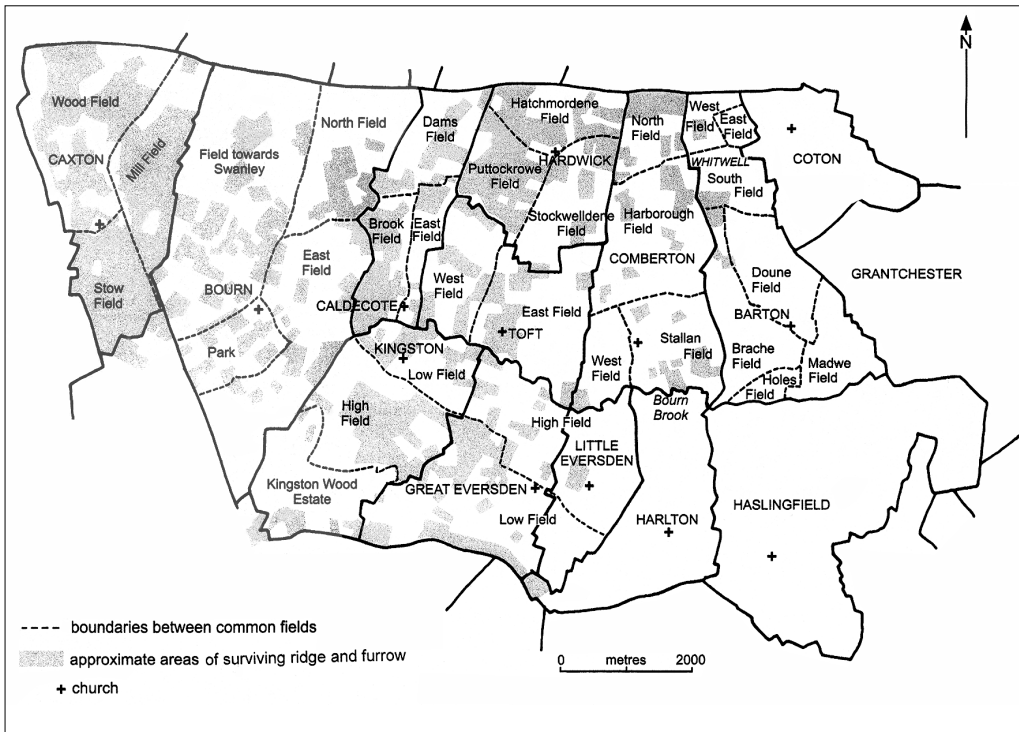 N
Wood Field
CAXTON
Mill Field
Stow
Field
Field towards
Swanley
BOURN
Park
North Field
East
Field
Dams
Field
Brook
Field
East
Field
CALDECOTE
West
Field
Hatchmordene
Field
HARDWICK
Puttockrowe
Field
Stockwelldene
Field
East Field
TOFT
KINGSTON
Low Field
High
Field
Kingston Wood
Estate
North
Field
Harborough
Field
COMBERTON
West
Field
Stallan
Field
Bourn
Brook
West
Field
East
Field
WHITWELL
South
Field
COTON
GRANTCHESTER
Doune
Field
BARTON
Brache
Field
Holes
Field
Madwe
Field
High Field
LITTLE
EVERSDEN
GREAT EVERSDEN
Low Field
HARLTON
HASLINGFIELD
boundaries between common fields
approximate areas of surviving ridge and furrow
church
0 metres 2000